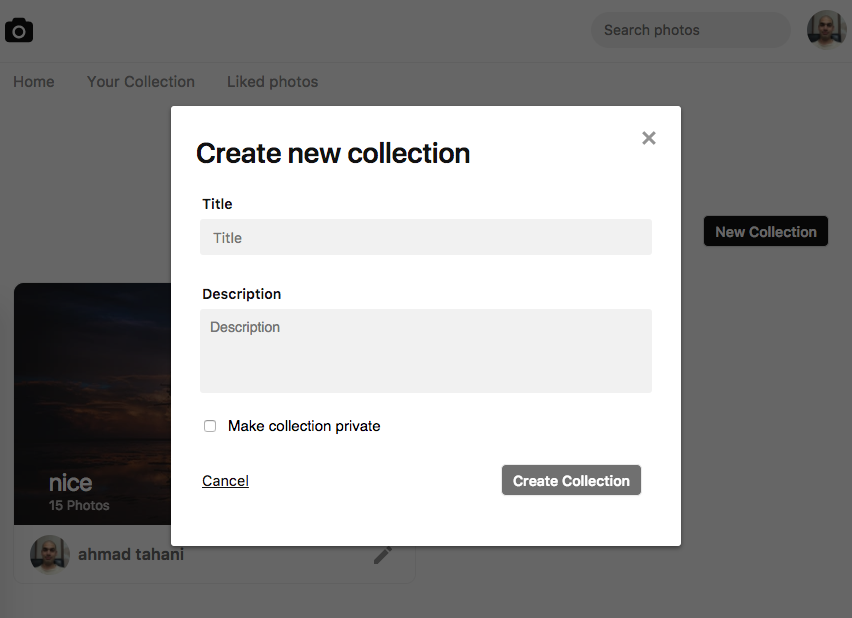 Search photos
Home Your Collection Liked photos
Create new collection
×
Title
Title
New Collection
Description
Description
Make collection private
nice
15 Photos
Cancel
Create Collection
ahmad tahani